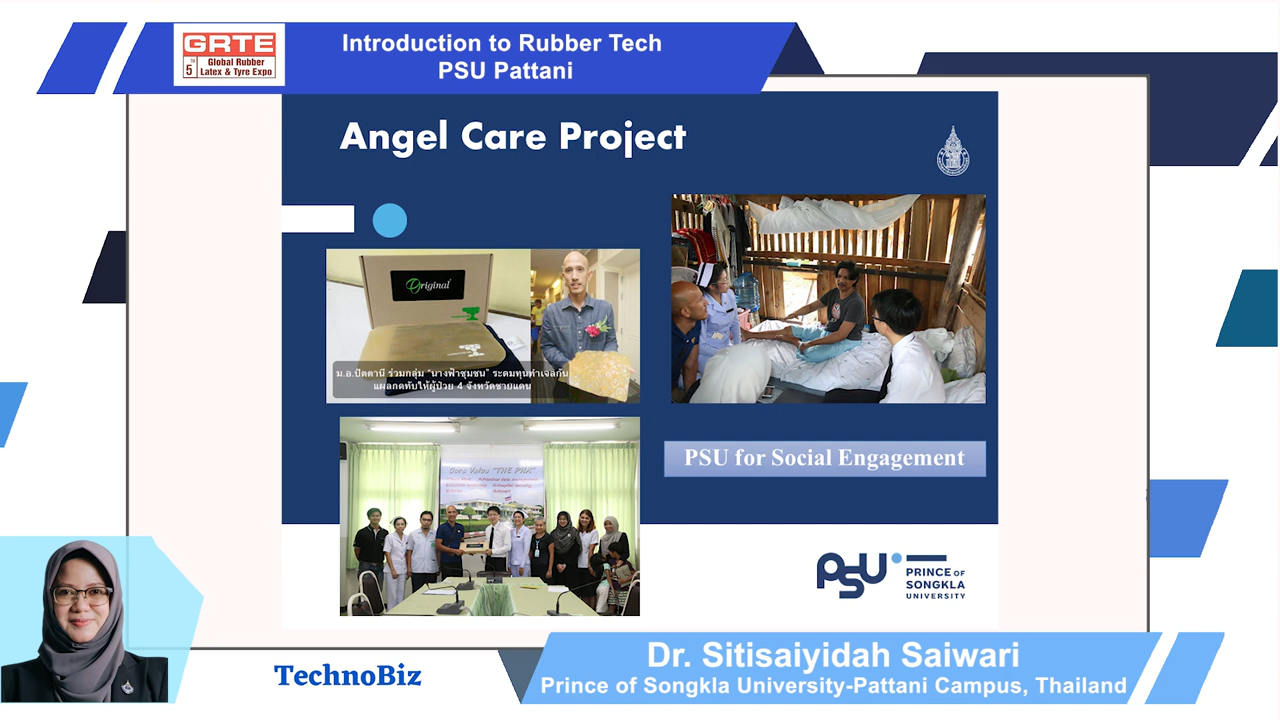 GRTE
5 to
Global Rubber
Latex & Tyre Expo
Introduction to Rubber Tech
PSU Pattani
Angel Care Project
Original
ม.อ.ปัตตานี ร่วมกลุ่ม "นางฟ้าชุมชน" ระดมทุนทำเจลกัน
แผลกดทับให้ผู้ป่วย 4 จังหวัดชายแดน
PSU for Social Engagement
Core Value "THE PNA"
PSU
PRINCE OF
SONGKLA
UNIVERSITY
TechnoBiz
Dr. Sitisaiyidah Saiwari
Prince of Songkla University-Pattani Campus, Thailand